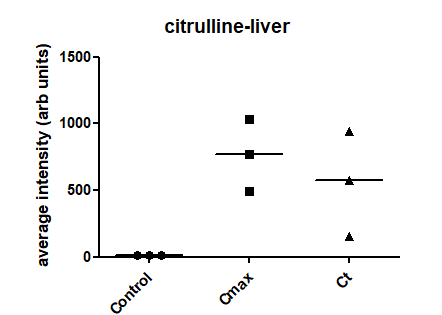 citrulline-liver
average intensity (arb units)
1500
1000
500
0
Control
Cmax
Ct